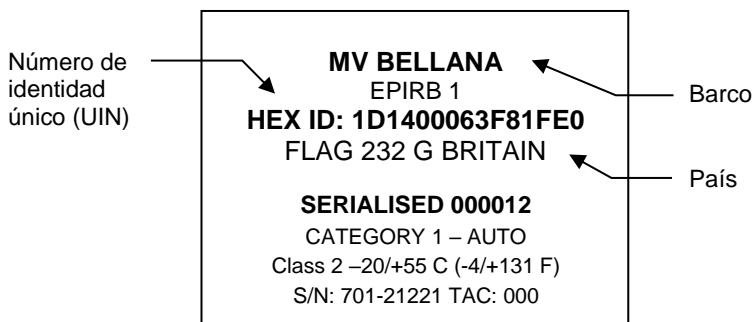 Número de
identidad
único (UIN)
MV BELLANA
EPIRB 1
HEX ID: 1D1400063F81FE0
FLAG 232 G BRITAIN
SERIALISED 000012
CATEGORY 1 – AUTO
Class 2 –20/+55 C (-4/+131 F)
S/N: 701-21221 TAC: 000
Barco
País